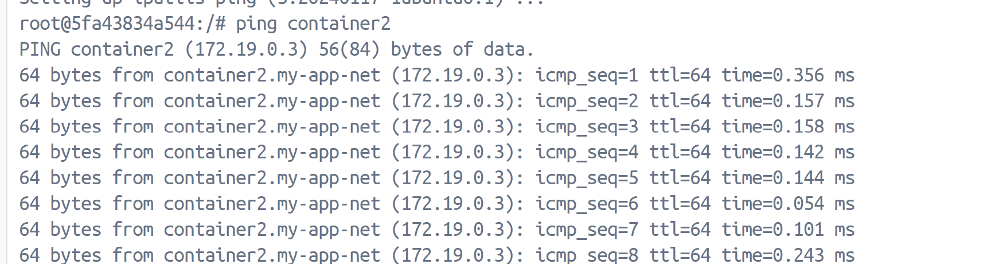 Setting up iputils-ping (3:20240117-1ubuntu0.1) ...
root@5fa43834a544:/# ping container2
PING container2 (172.19.0.3) 56(84) bytes of data.
64 bytes from container2.my-app-net (172.19.0.3): icmp_seq=1 ttl=64 time=0.356 ms
64 bytes from container2.my-app-net (172.19.0.3): icmp_seq=2 ttl=64 time=0.157 ms
64 bytes from container2.my-app-net (172.19.0.3): icmp_seq=3 ttl=64 time=0.158 ms
64 bytes from container2.my-app-net (172.19.0.3): icmp_seq=4 ttl=64 time=0.142 ms
64 bytes from container2.my-app-net (172.19.0.3): icmp_seq=5 ttl=64 time=0.144 ms
64 bytes from container2.my-app-net (172.19.0.3): icmp_seq=6 ttl=64 time=0.054 ms
64 bytes from container2.my-app-net (172.19.0.3): icmp_seq=7 ttl=64 time=0.101 ms
64 bytes from container2.my-app-net (172.19.0.3): icmp_seq=8 ttl=64 time=0.243 ms